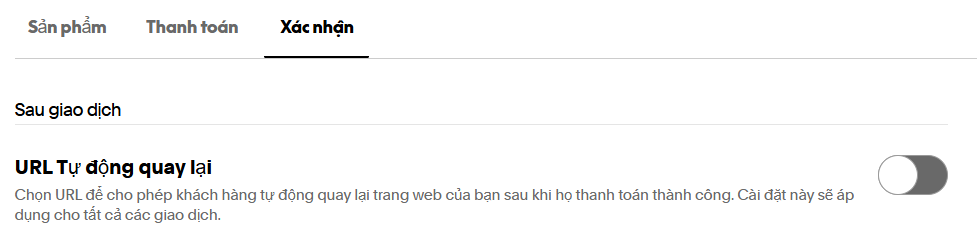 Sản phẩm Thanh toán Xác nhận
Sau giao dịch
URL Tự động quay lại
Chọn URL để cho phép khách hàng tự động quay lại trang web của bạn sau khi họ thanh toán thành công. Cài đặt này sẽ áp
dụng cho tất cả các giao dịch.